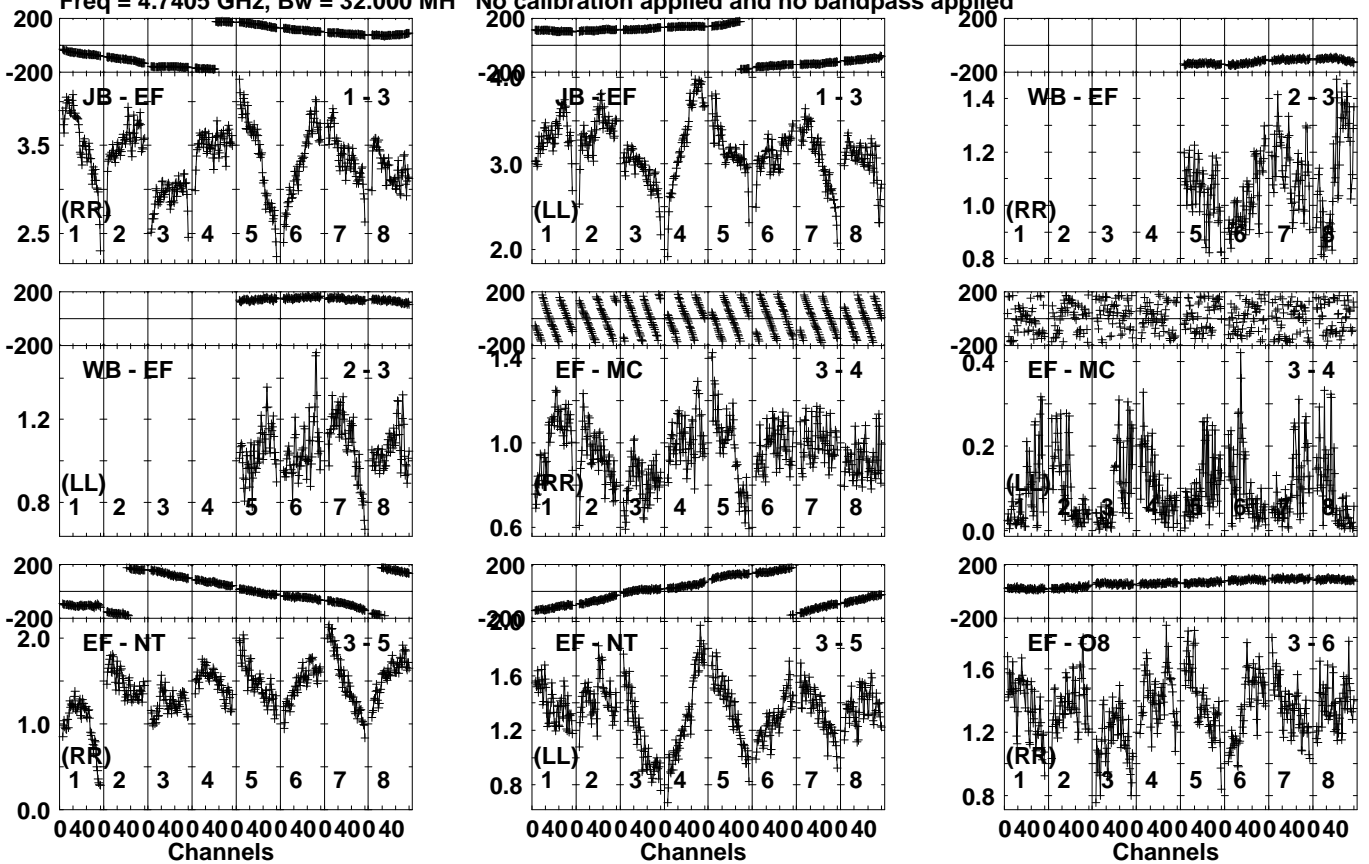 Freq = 4.7405 GHz, Bw = 32.000 MH No calibration applied and no bandpass applied
200
-200
JB - EF 1 - 3
3.5
2.5
(RR)
1 2 3 4 5 6 7 8
200
-200
4.0
JB - EF 1 - 3
3.0
2.0
(LL)
1 2 3 4 5 6 7 8
200
-200
WB - EF 2 - 3
1.4
1.2
1.0
0.8
(RR)
1 2 3 4 5 6 7 8
200
-200
WB - EF 2 - 3
1.2
0.8
(LL)
1 2 3 4 5 6 7 8
200
-200
1.4
EF - MC 3 - 4
1.0
0.6
(RR)
1 2 3 4 5 6 7 8
200
-200
0.4
EF - MC 3 - 4
0.2
0.0
(LL)
1 2 3 4 5 6 7 8
200
-200
2.0
EF - NT 3 - 5
1.0
0.0
(RR)
1 2 3 4 5 6 7 8
0 40 0 40 0 40 0 40 0 40 0 40 0 40 0 40
Channels
200
-200
2.0
EF - NT 3 - 5
1.6
1.2
0.8
(LL)
1 2 3 4 5 6 7 8
0 40 0 40 0 40 0 40 0 40 0 40 0 40 0 40
Channels
200
-200
EF - O8 3 - 6
1.6
1.2
0.8
(RR)
1 2 3 4 5 6 7 8
0 40 0 40 0 40 0 40 0 40 0 40 0 40 0 40
Channels